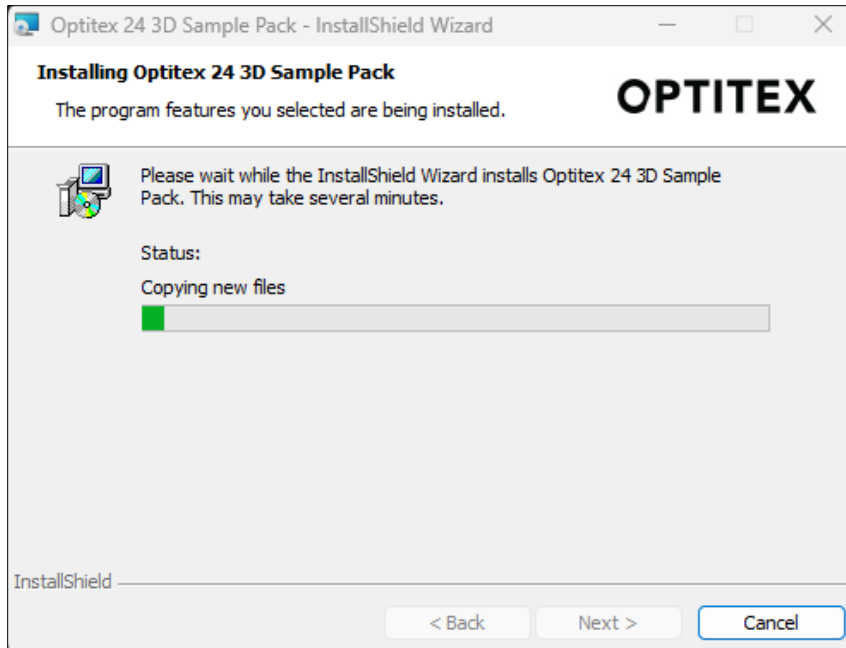 Optitex 24 3D Sample Pack - InstallShield Wizard
Installing Optitex 24 3D Sample Pack
The program features you selected are being installed.
OPTITEX
Please wait while the InstallShield Wizard installs Optitex 24 3D Sample
Pack. This may take several minutes.
Status:
Copying new files
InstallShield
< Back
Next >
Cancel